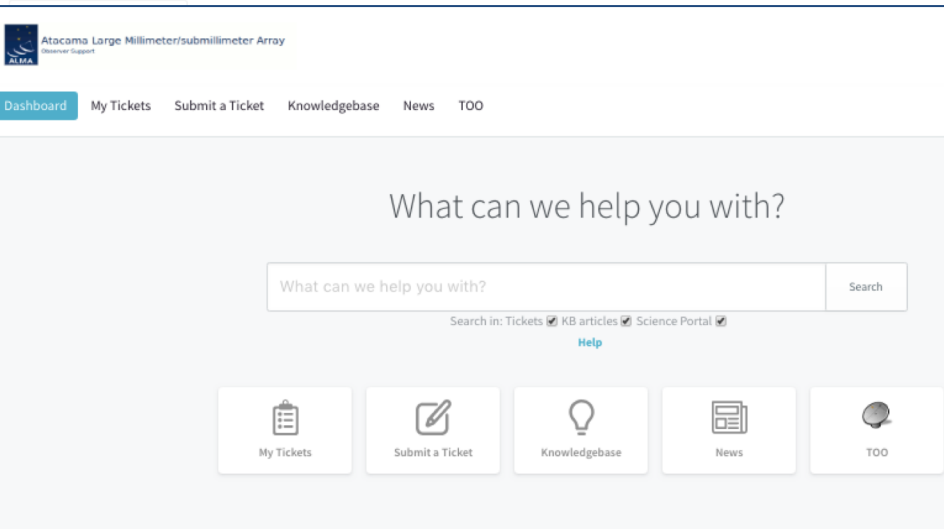 Atacama Large Millimeter/submillimeter Array
Observer Support
ALMA
Dashboard My Tickets Submit a Ticket Knowledgebase News TOO
What can we help you with?
What can we help you with? Search
Search in: Tickets KB articles Science Portal
Help
My Tickets Submit a Ticket Knowledgebase News TOO